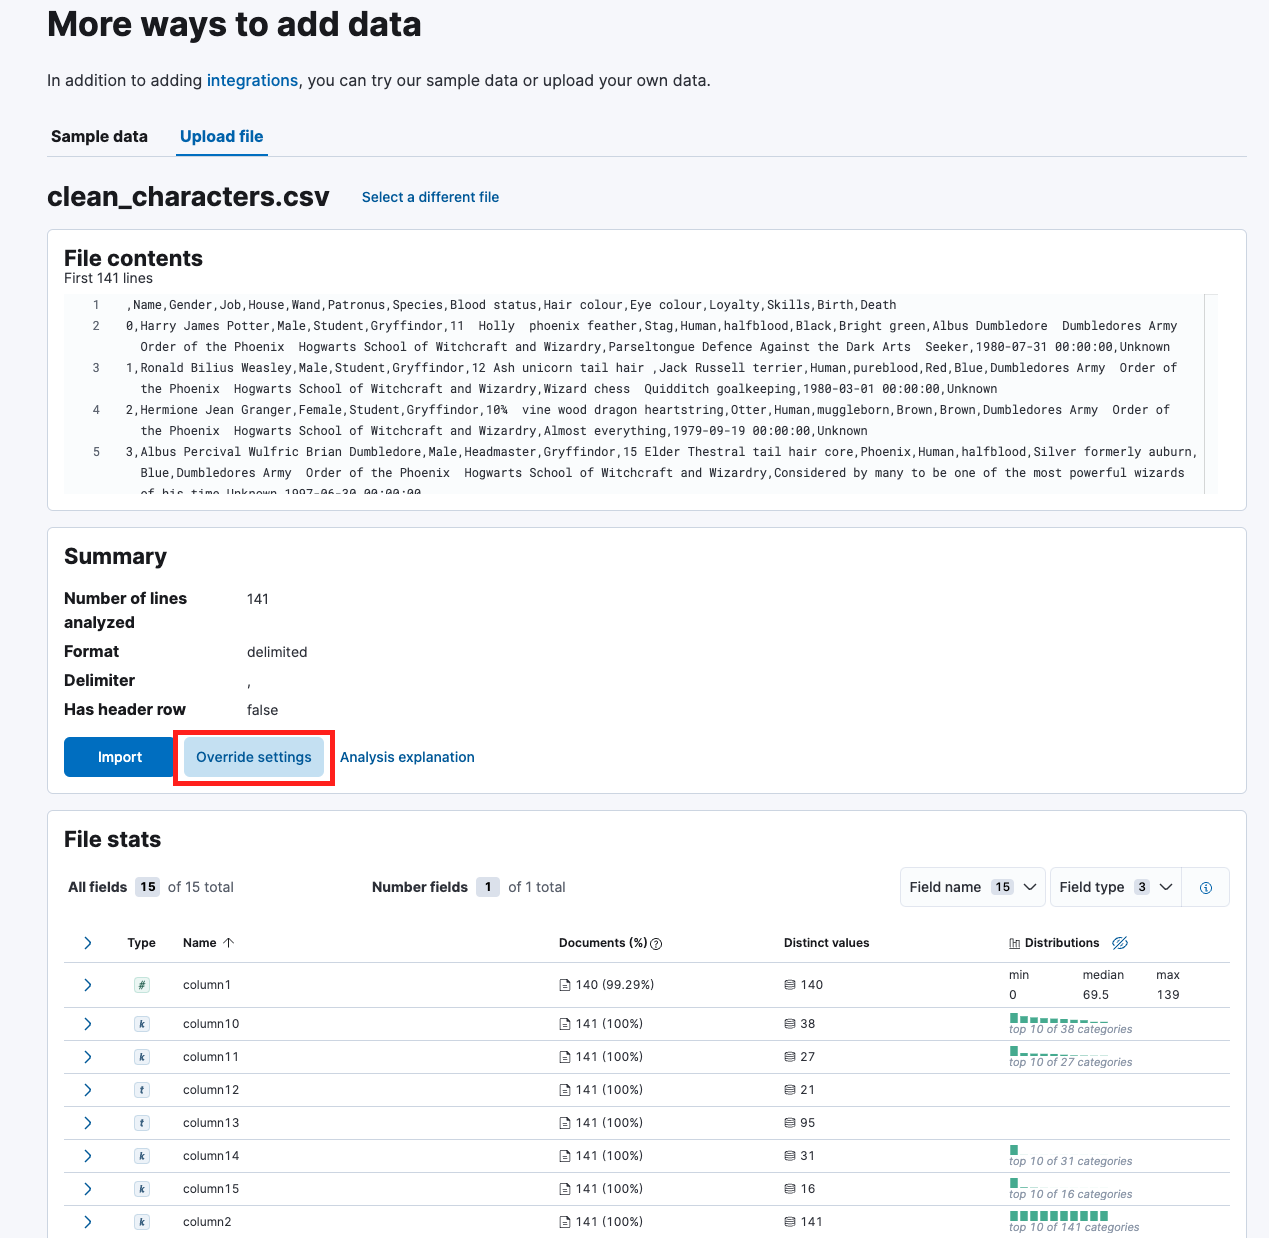 More ways to add data
In addition to adding integrations, you can try our sample data or upload your own data.
Sample data Upload file
clean_characters.csv Select a different file
File contents
First 141 lines
1 ,Name,Gender,Job,House,Wand,Patronus,Species,Blood status,Hair colour,Eye colour,Loyalty,Skills,Birth,Death
2 0,Harry James Potter,Male,Student,Gryffindor,11  Holly  phoenix feather,Stag,Human,halfblood,Black,Bright green,Albus Dumbledore  Dumbledores Army
Order of the Phoenix  Hogwarts School of Witchcraft and Wizardry,Parseltongue Defence Against the Dark Arts  Seeker,1980-07-31 00:00:00,Unknown
3 1,Ronald Bilius Weasley,Male,Student,Gryffindor,12 Ash unicorn tail hair ,Jack Russell terrier,Human,pureblood,Red,Blue,Dumbledores Army  Order of
the Phoenix  Hogwarts School of Witchcraft and Wizardry,Wizard chess  Quidditch goalkeeping,1980-03-01 00:00:00,Unknown
4 2,Hermione Jean Granger,Female,Student,Gryffindor,10¾  vine wood dragon heartstring,Otter,Human,muggleborn,Brown,Brown,Dumbledores Army  Order of
the Phoenix  Hogwarts School of Witchcraft and Wizardry,Almost everything,1979-09-19 00:00:00,Unknown
5 3,Albus Percival Wulfric Brian Dumbledore,Male,Headmaster,Gryffindor,15 Elder Thestral tail hair core,Phoenix,Human,halfblood,Silver formerly auburn,
Blue,Dumbledores Army  Order of the Phoenix  Hogwarts School of Witchcraft and Wizardry,Considered by many to be one of the most powerful wizards
of his time,Unknown,1997-06-30 00:00:00
Summary
Number of lines analyzed 141
Format delimited
Delimiter ,
Has header row false
Import Override settings Analysis explanation
File stats
All fields 15 of 15 total Number fields 1 of 1 total Field name 15 Field type 3
Type Name Documents (%) Distinct values Distributions
# column1 140 (99.29%) 140 min median max
0 69.5 139
k column10 141 (100%) 38 top 10 of 38 categories
k column11 141 (100%) 27 top 10 of 27 categories
t column12 141 (100%) 21
t column13 141 (100%) 95
k column14 141 (100%) 31 top 10 of 31 categories
k column15 141 (100%) 16 top 10 of 16 categories
k column2 141 (100%) 141 top 10 of 141 categories